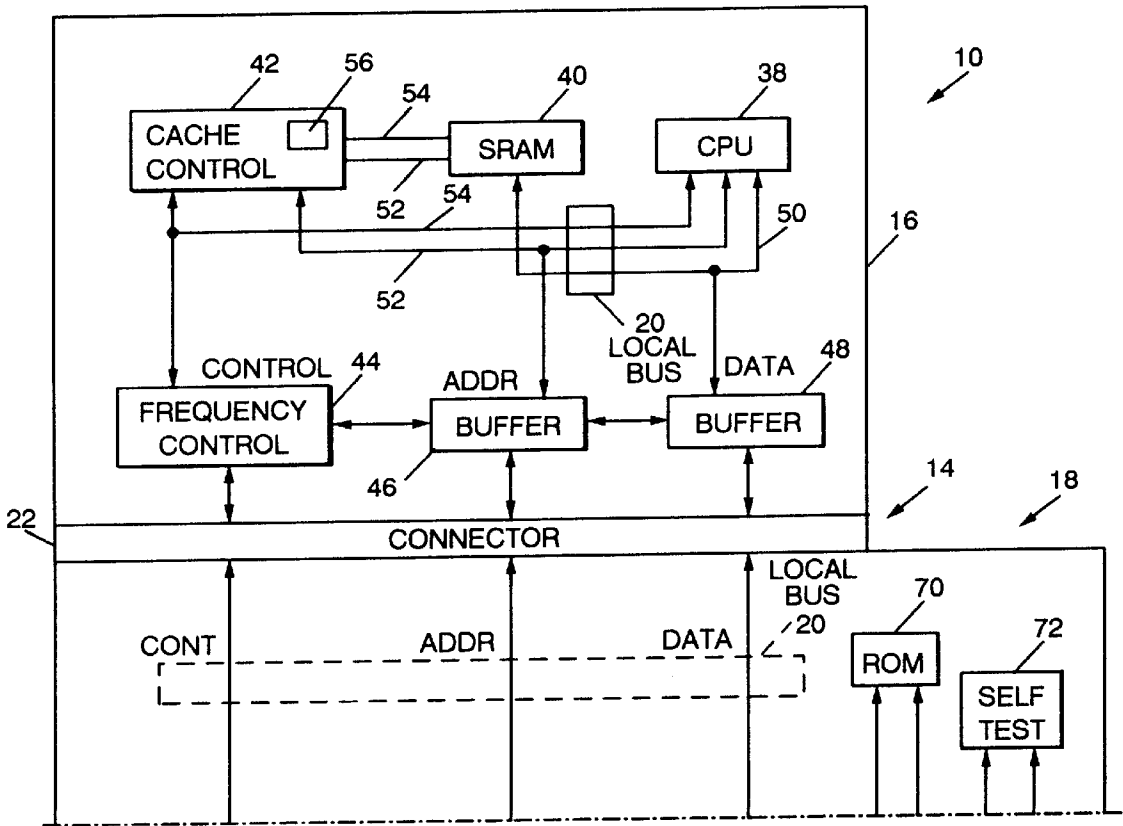 10
42
56
40
38
54
CACHE
CONTROL
SRAM
CPU
52
54
50
16
52
20
LOCAL
BUS
CONTROL
44
ADDR
DATA
48
FREQUENCY
CONTROL
BUFFER
BUFFER
46
14
18
22
CONNECTOR
LOCAL
BUS
20
70
72
CONT
ADDR
DATA
ROM
SELF
TEST